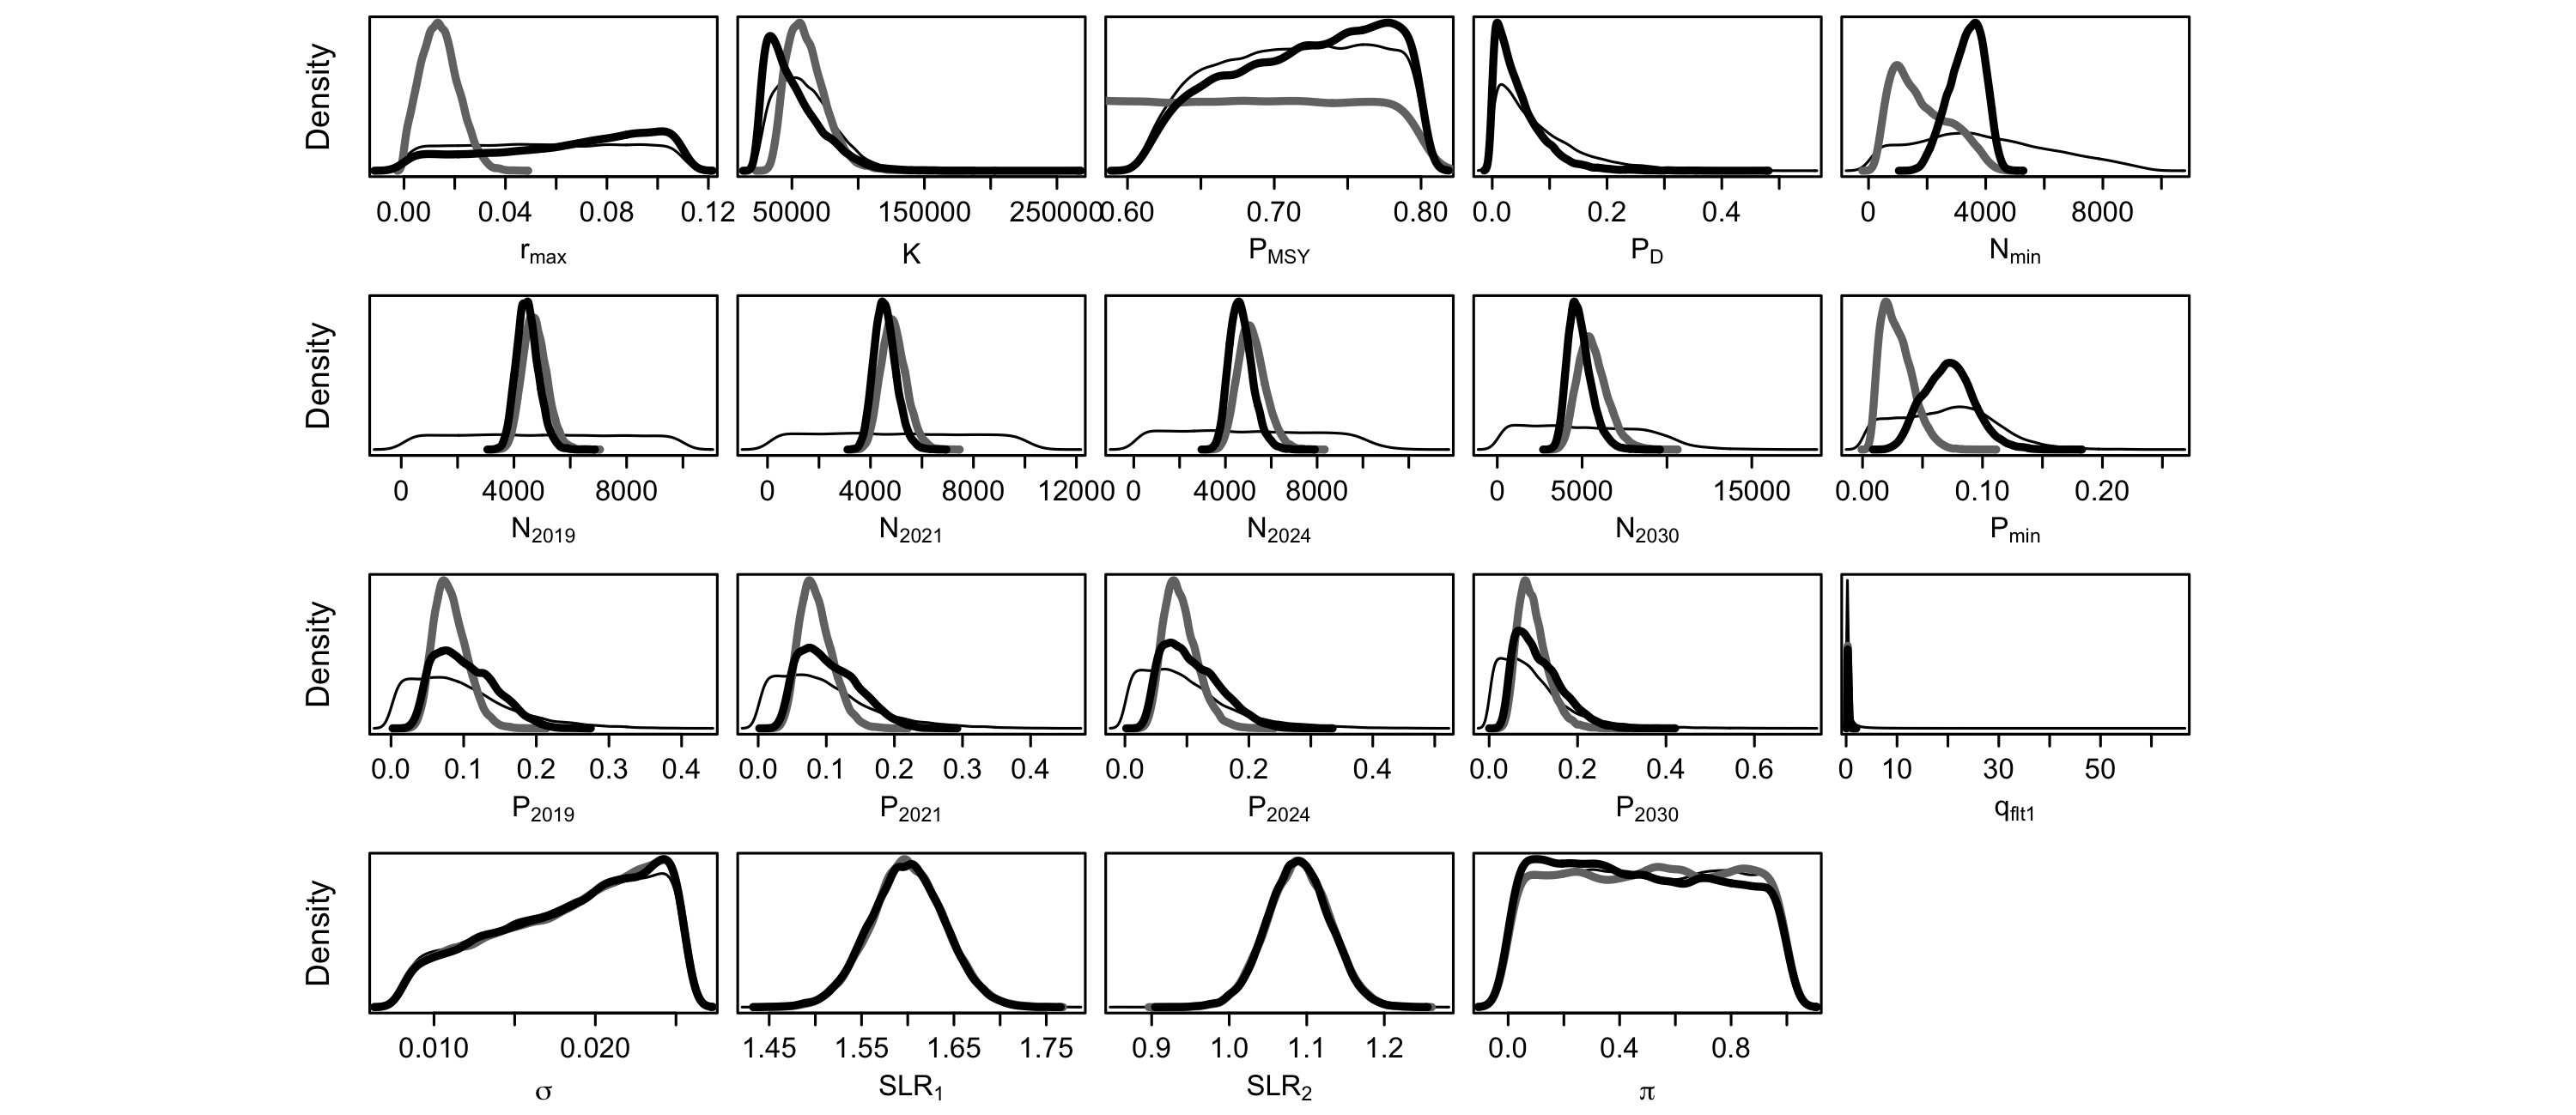 Density
0.00 0.04 0.08 0.12 50000 150000 250000 0.60 0.70 0.80 0.0 0.2 0.4 0 4000 8000
rmax K PMSY PD Nmin
Density
0 4000 8000 0 4000 8000 12000 0 4000 8000 0 5000 15000 0.00 0.10 0.20
N2019 N2021 N2024 N2030 Pmin
Density
0.0 0.1 0.2 0.3 0.4 0.0 0.1 0.2 0.3 0.4 0.0 0.2 0.4 0.0 0.2 0.4 0.6 0 10 30 50
P2019 P2021 P2024 P2030 qflt1
Density
0.010 0.020 1.45 1.55 1.65 1.75 0.9 1.0 1.1 1.2 0.0 0.4 0.8
σ SLR1 SLR2 π